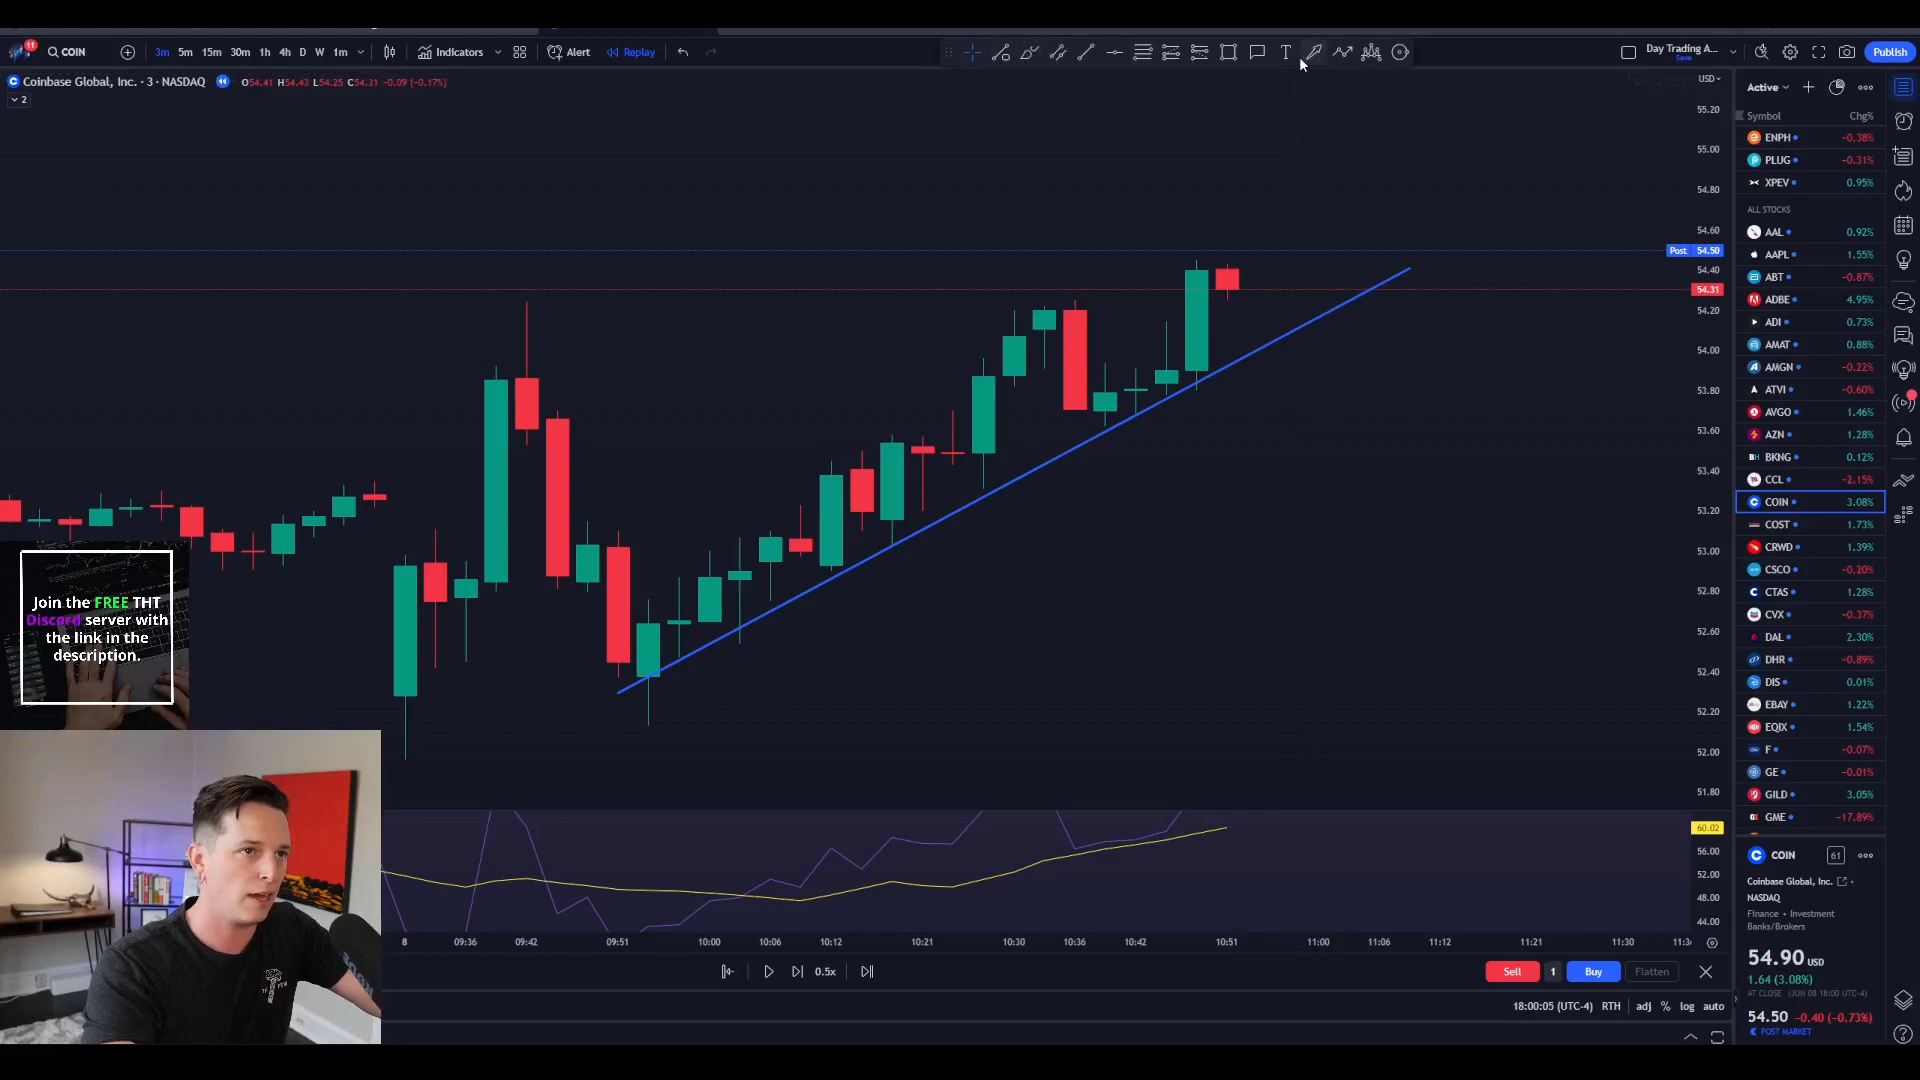 11
COIN
3m 5m 15m 30m 1h 4h D W 1m
Indicators
Alert
Replay
Day Trading A...
Save
Publish
Coinbase Global, Inc. · 3 · NASDAQ
O54.41 H54.43 L54.25 C54.31 -0.09 (-0.17%)
2
USD
55.20
55.00
54.80
54.60
Post 54.50
54.40
54.31
54.20
54.00
53.80
53.60
53.40
53.20
53.00
52.80
52.60
52.40
52.20
52.00
51.80
60.02
56.00
52.00
48.00
44.00
Join the FREE THT
Discord server with
the link in the
description.
8 09:36 09:42 09:51 10:00 10:06 10:12 10:21 10:30 10:36 10:42 10:51 11:00 11:06 11:12 11:21 11:30
0.5x
Sell 1 Buy Flatten
18:00:05 (UTC-4) RTH adj % log auto
Active
Symbol Chg%
ENPH -0.38%
PLUG -0.31%
XPEV 0.95%
ALL STOCKS
AAL 0.92%
AAPL 1.55%
ABT -0.87%
ADBE 4.95%
ADI 0.73%
AMAT 0.88%
AMGN -0.22%
ATVI -0.60%
AVGO 1.46%
AZN 1.28%
BKNG 0.12%
CCL -2.15%
COIN 3.08%
COST 1.73%
CRWD 1.39%
CSCO -0.20%
CTAS 1.28%
CVX -0.37%
DAL 2.30%
DHR -0.89%
DIS 0.01%
EBAY 1.22%
EQIX 1.54%
F -0.07%
GE -0.01%
GILD 3.05%
GME -17.89%
COIN
61
Coinbase Global, Inc.
NASDAQ
Finance • Investment
Banks/Brokers
54.90 USD
1.64 (3.08%)
AT CLOSE (JUN 08 18:00 UTC-4)
54.50 -0.40 (-0.73%)
POST MARKET